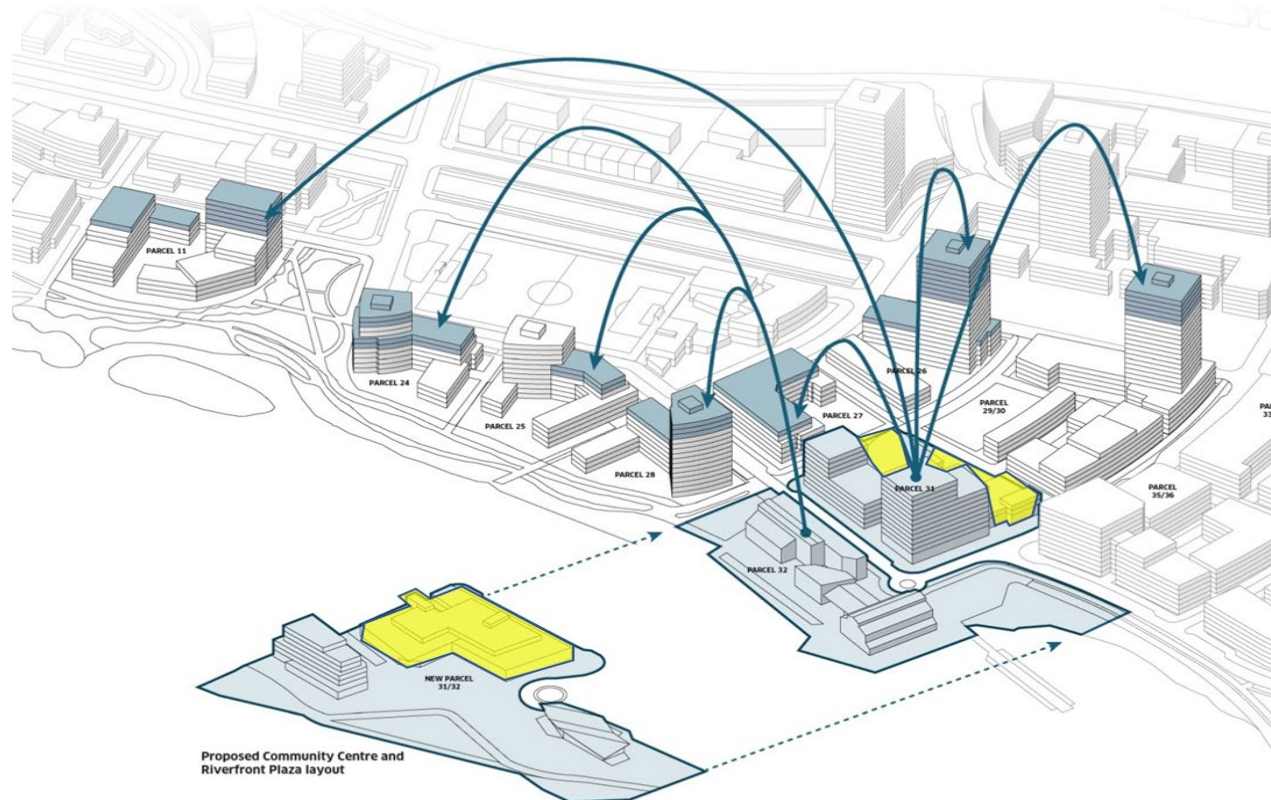 PARCEL 11
PARCEL 24
PARCEL 25
PARCEL 28
PARCEL 27
PARCEL 26
PARCEL
29/30
PARCEL 31
PARCEL
35/36
PARCEL 32
NEW PARCEL
31/32
Proposed Community Centre and
Riverfront Plaza layout